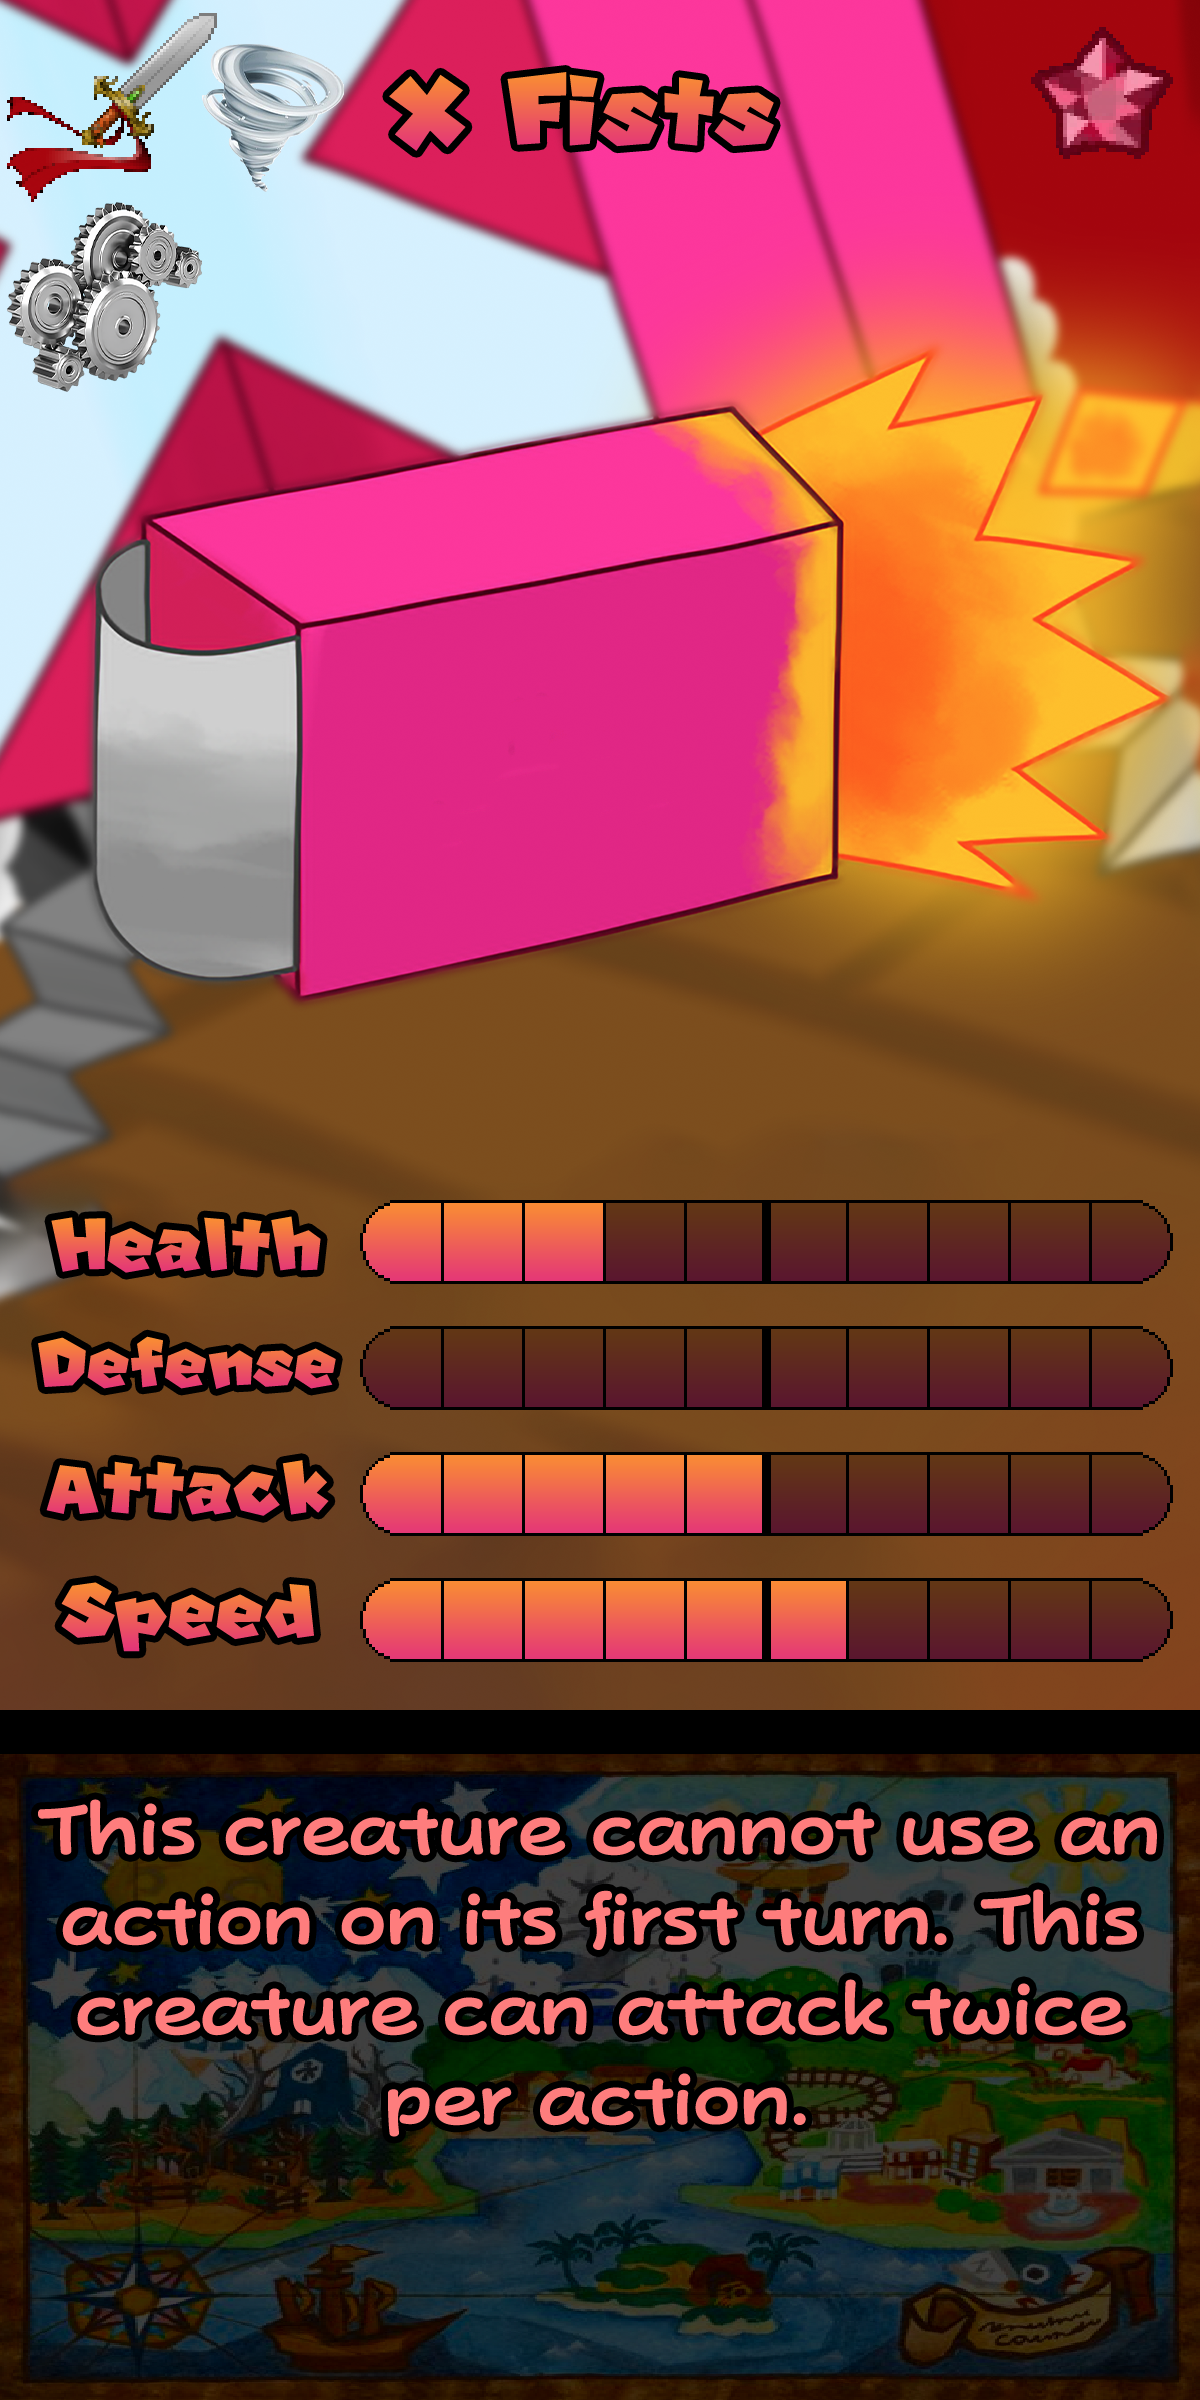 X Fists
Health
Defense
Attack
Speed
This creature cannot use an
action on its first turn. This
creature can attack twice
per action.